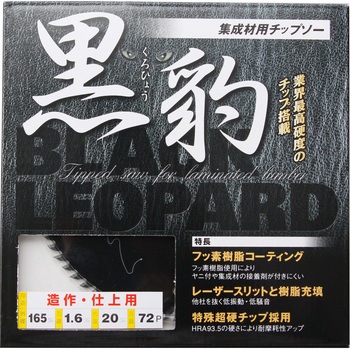 集成材用チップソー
黒豹
くろひょう
業界最高硬度の
チップ搭載
BLACK
Tipped saw for laminated timber
LEOPARD
特長
フッ素樹脂コーティング
フッ素樹脂使用により
ヤニ付や集成材の接着剤が付きにくい
レーザースリットと樹脂充填
他社を抜く低振動・低騒音
特殊超硬チップ採用
HRA93.5の硬さにより耐摩耗性アップ
造作・仕上用
165 1.6 20 72P